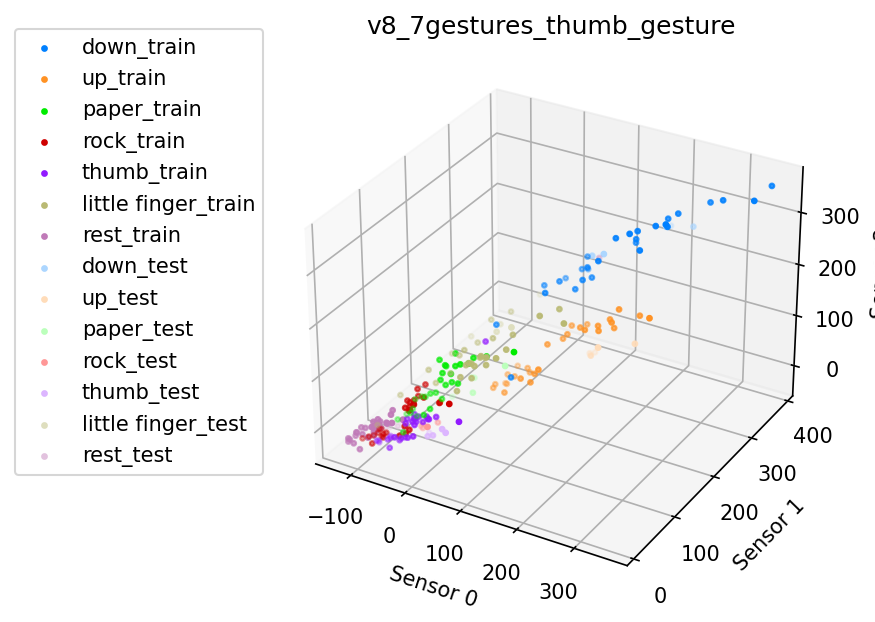 v8_7gestures_thumb_gesture
down_train
up_train
paper_train
rock_train
thumb_train
little finger_train
rest_train
down_test
up_test
paper_test
rock_test
thumb_test
little finger_test
rest_test
300
200
100
0
400
300
200
100
0
Sensor 1
−100
0
100
200
300
Sensor 0